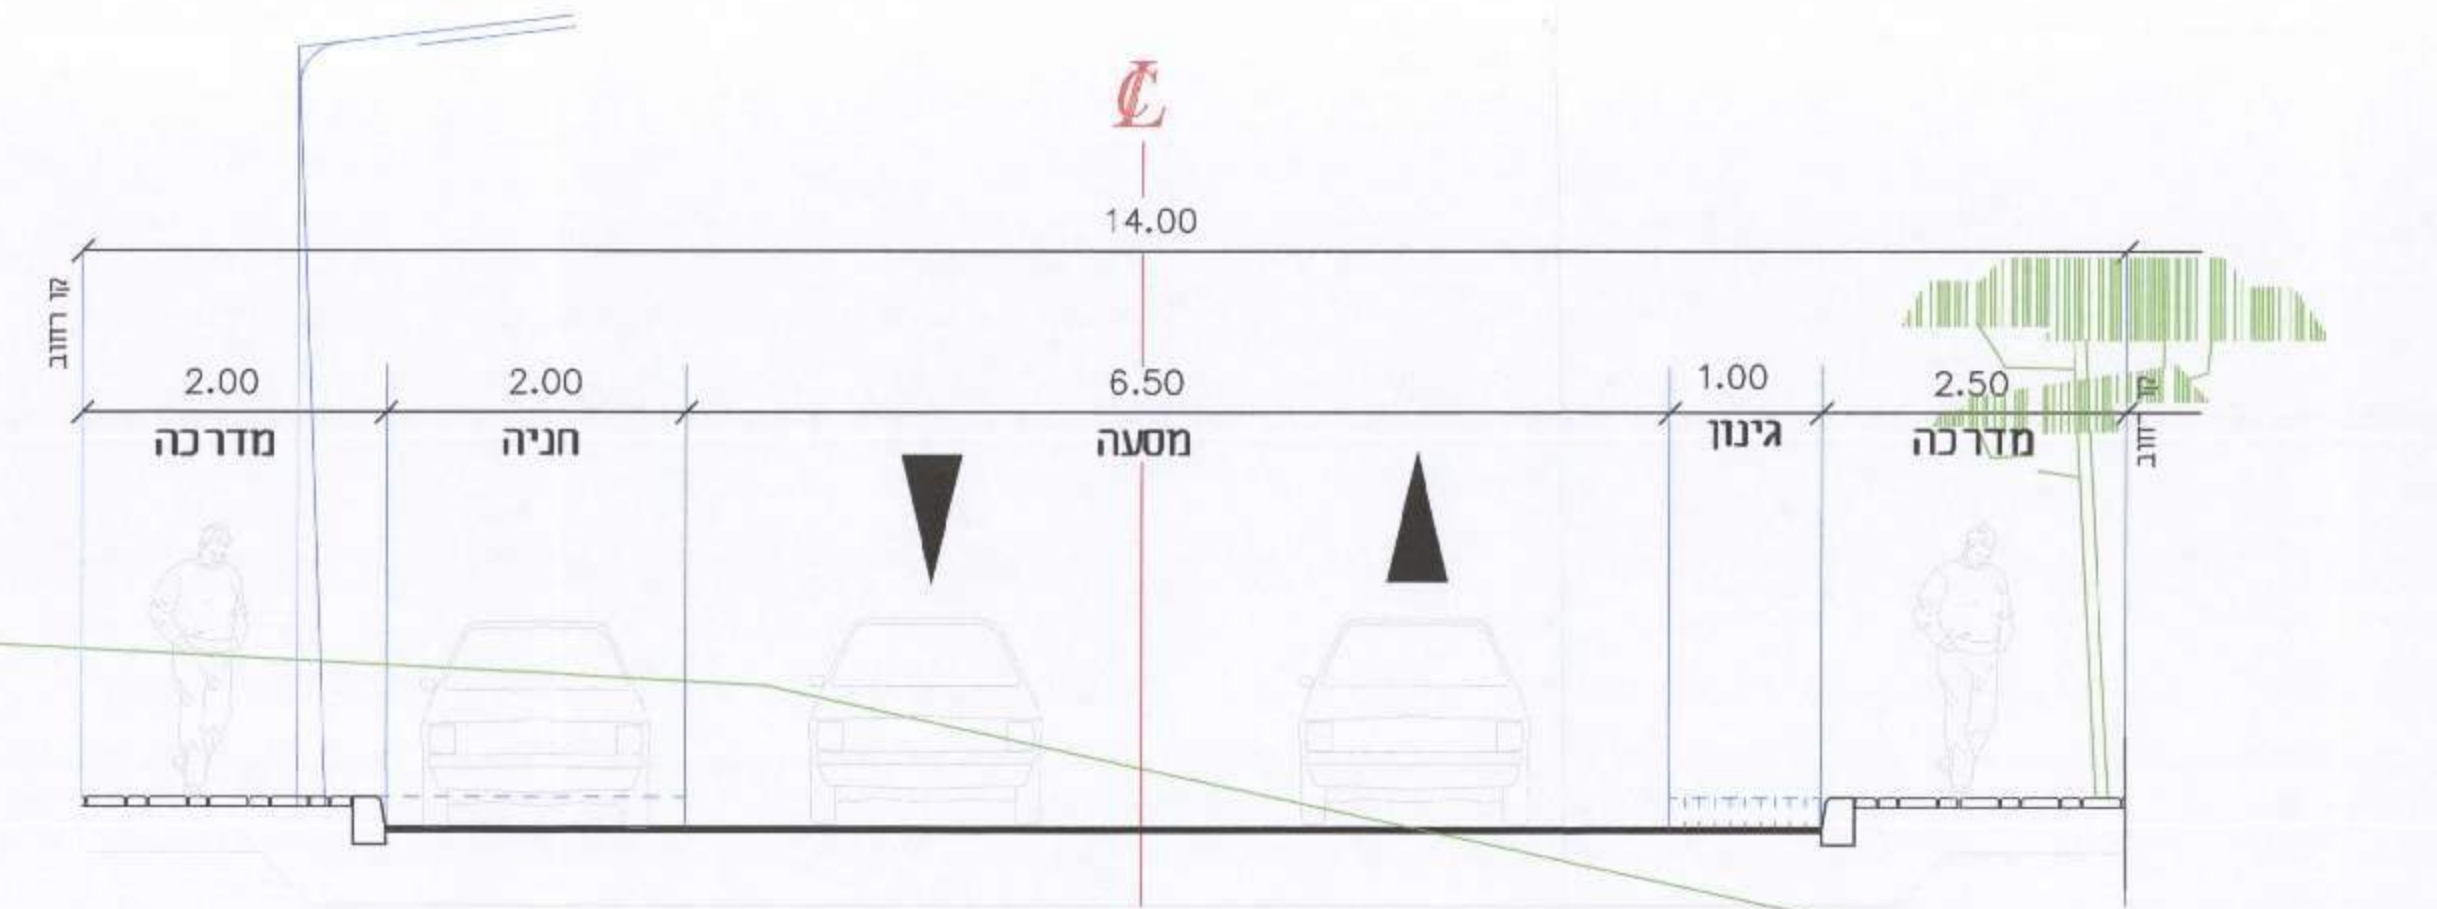 ℄
14.00
קו רחוב
2.00
2.00
6.50
1.00
2.50
קו רחוב
מדרכה
חניה
מסעה
גינון
מדרכה